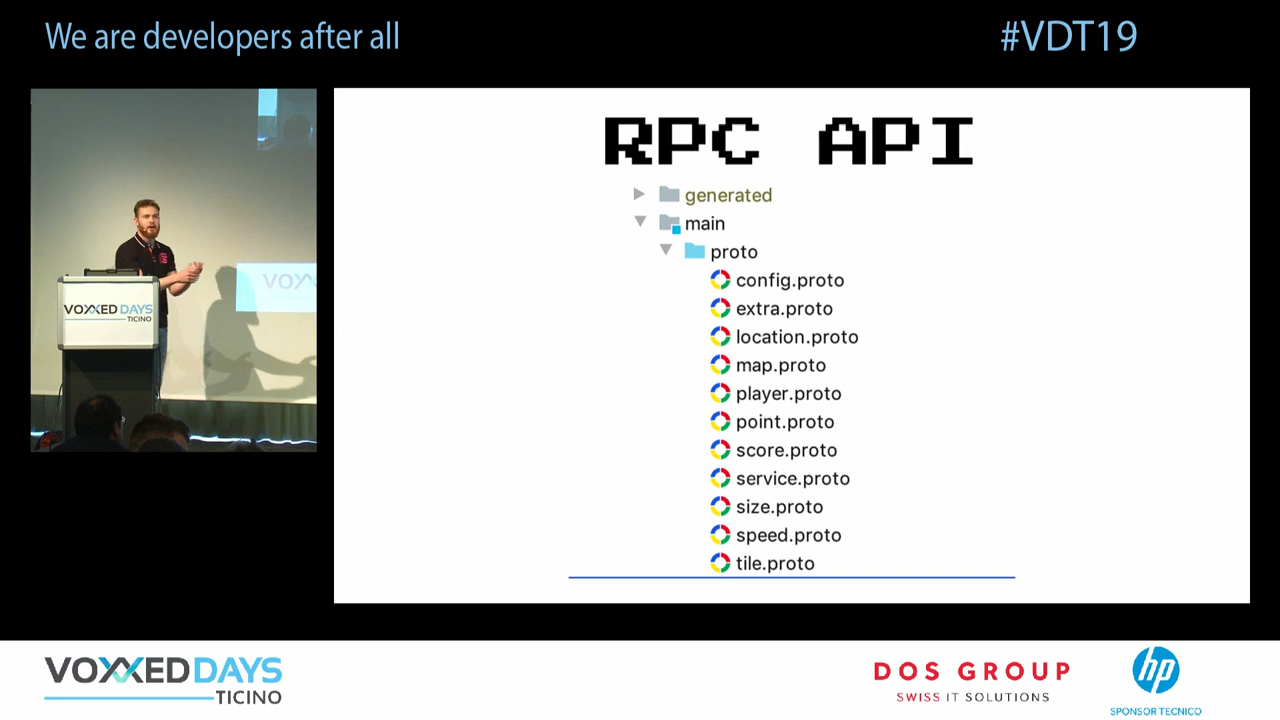 We are developers after all
#VDT19
RPC API
generated
main
proto
config.proto
extra.proto
location.proto
map.proto
player.proto
point.proto
score.proto
service.proto
size.proto
speed.proto
tile.proto
VOXXED DAYS
TICINO
VOXXED DAYS
TICINO
DOS GROUP
SWISS IT SOLUTIONS
hp
SPONSOR TECNICO